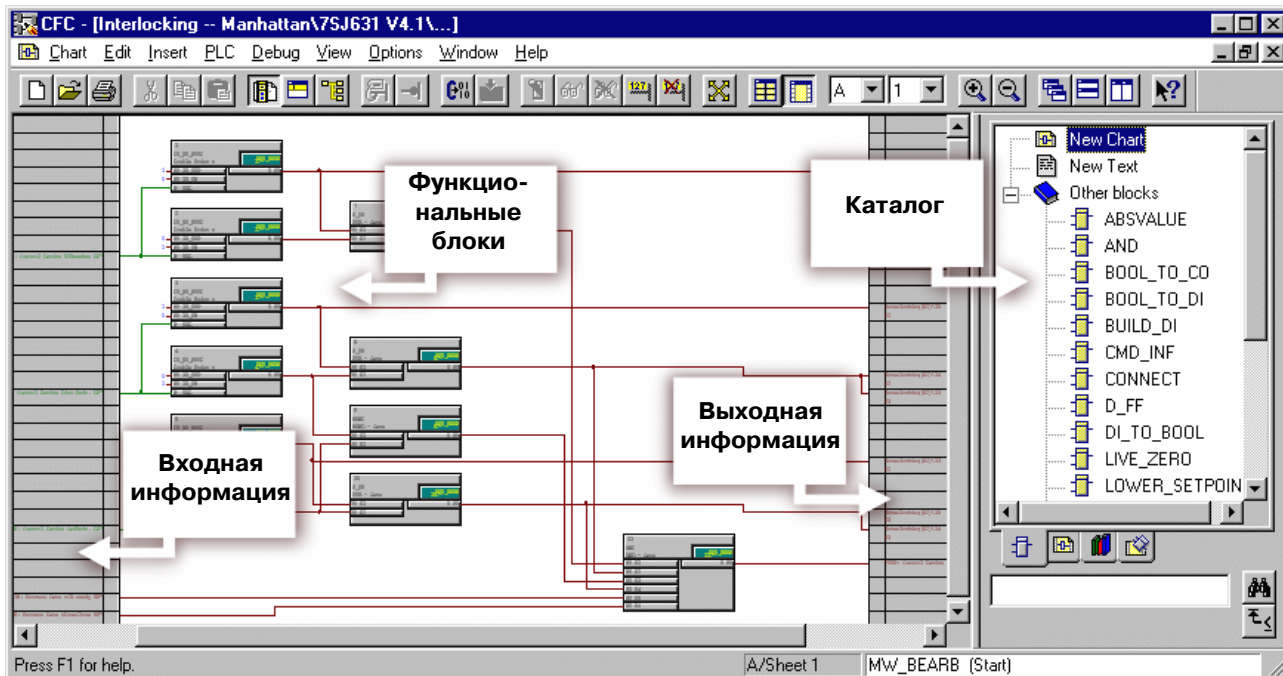 CFC - [Interlocking -- Manhattan\7SJ631 V4.1\...]
Chart Edit Insert PLC Debug View Options Window Help
A 1
New Chart
New Text
Other blocks
ABSVALUE
AND
BOOL_TO_CO
BOOL_TO_DI
BUILD_DI
CMD_INF
CONNECT
D_FF
DI_TO_BOOL
LIVE_ZERO
LOWER_SETPOIN
Функцио-
нальные
блоки
Каталог
Входная
информация
Выходная
информация
Press F1 for help.
A/Sheet 1
MW_BEARB (Start)